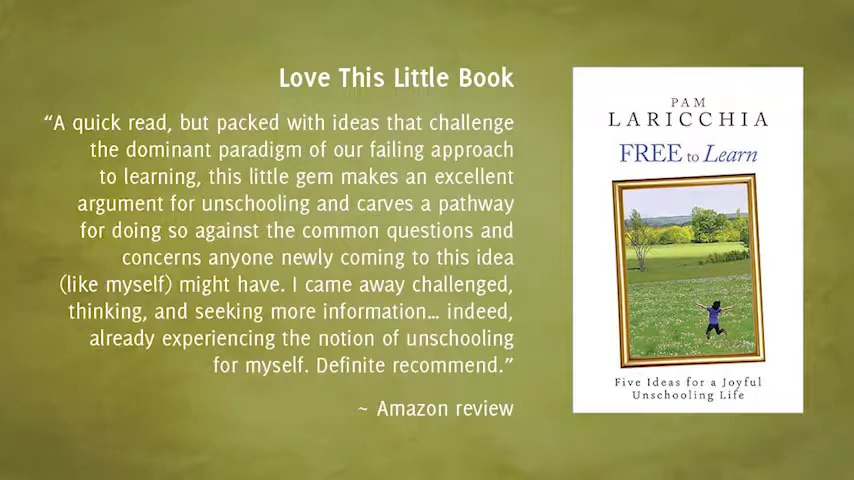 Love This Little Book
“A quick read, but packed with ideas that challenge
the dominant paradigm of our failing approach
to learning, this little gem makes an excellent
argument for unschooling and carves a pathway
for doing so against the common questions and
concerns anyone newly coming to this idea
(like myself) might have. I came away challenged,
thinking, and seeking more information... indeed,
already experiencing the notion of unschooling
for myself. Definite recommend.”
~ Amazon review
PAM
LARICCHIA
FREE to Learn
Five Ideas for a Joyful
Unschooling Life